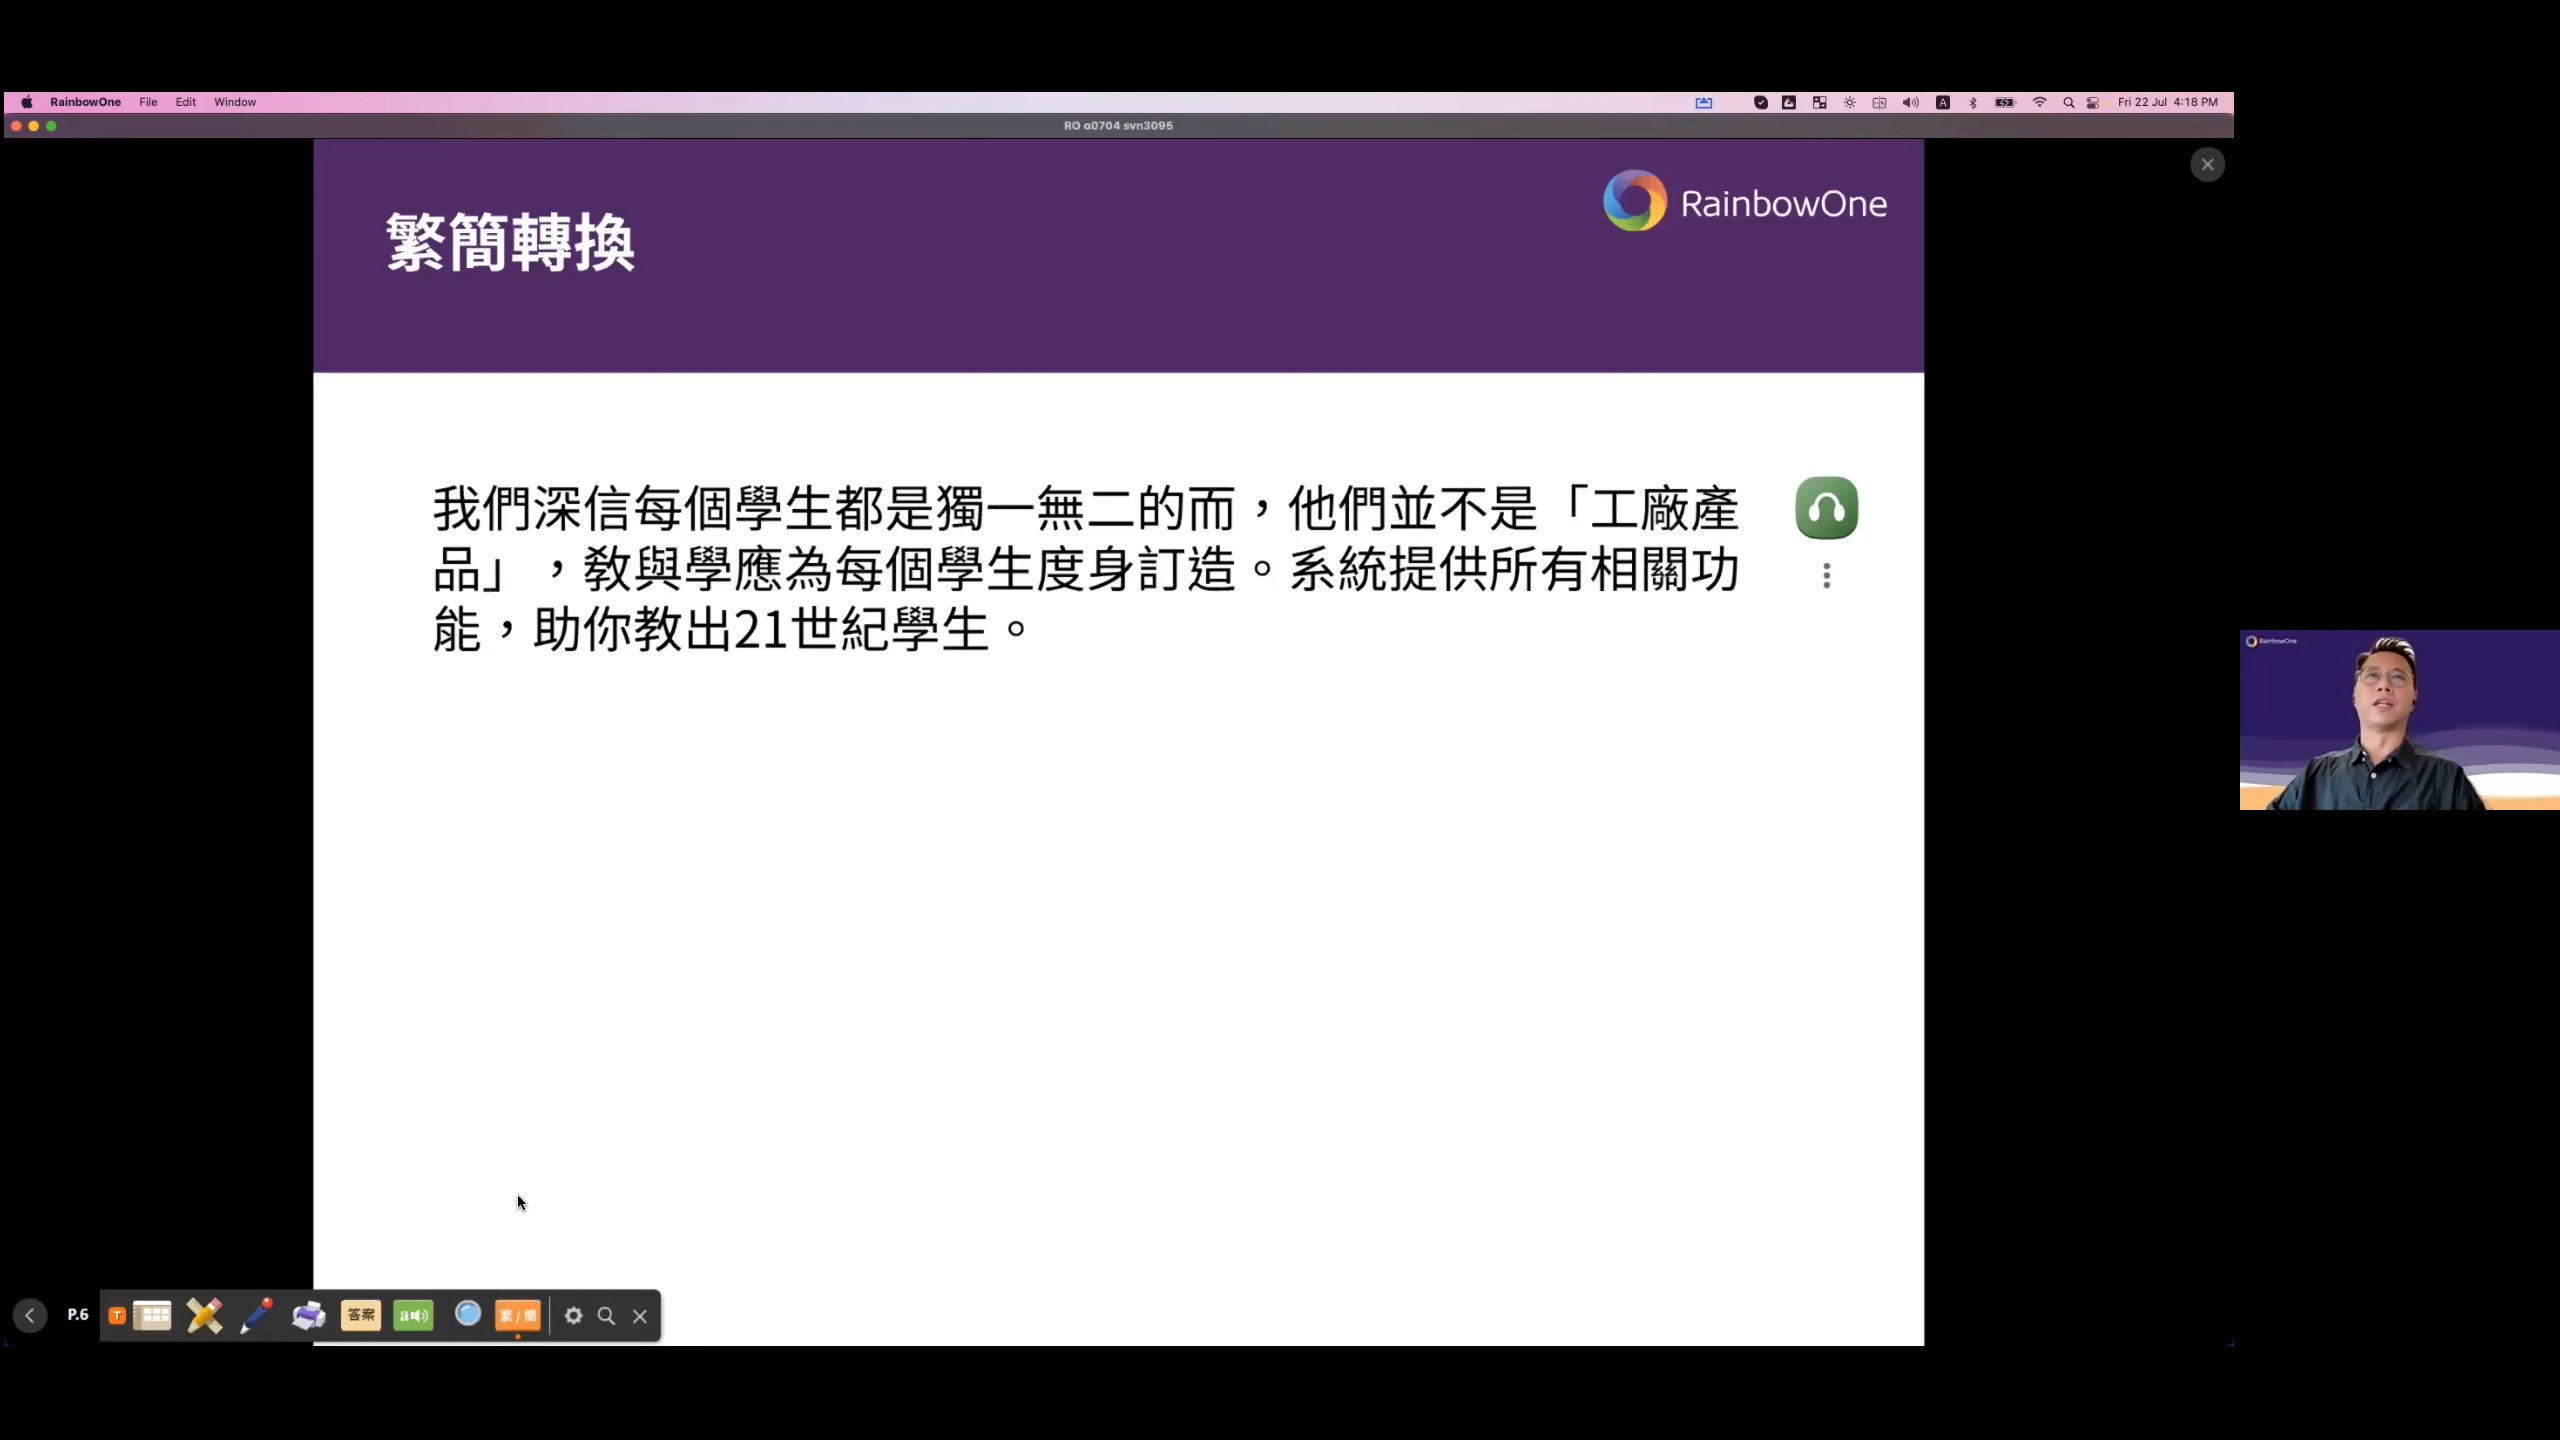 RainbowOne File Edit Window
A Fri 22 Jul 4:18 PM
RO a0704 svn3095
RainbowOne
繁簡轉換
我們深信每個學生都是獨一無二的而，他們並不是「工廠產
品」，教與學應為每個學生度身訂造。系統提供所有相關功
能，助你教出21世紀學生。
RainbowOne
P.6 T 答案 a 繁/簡